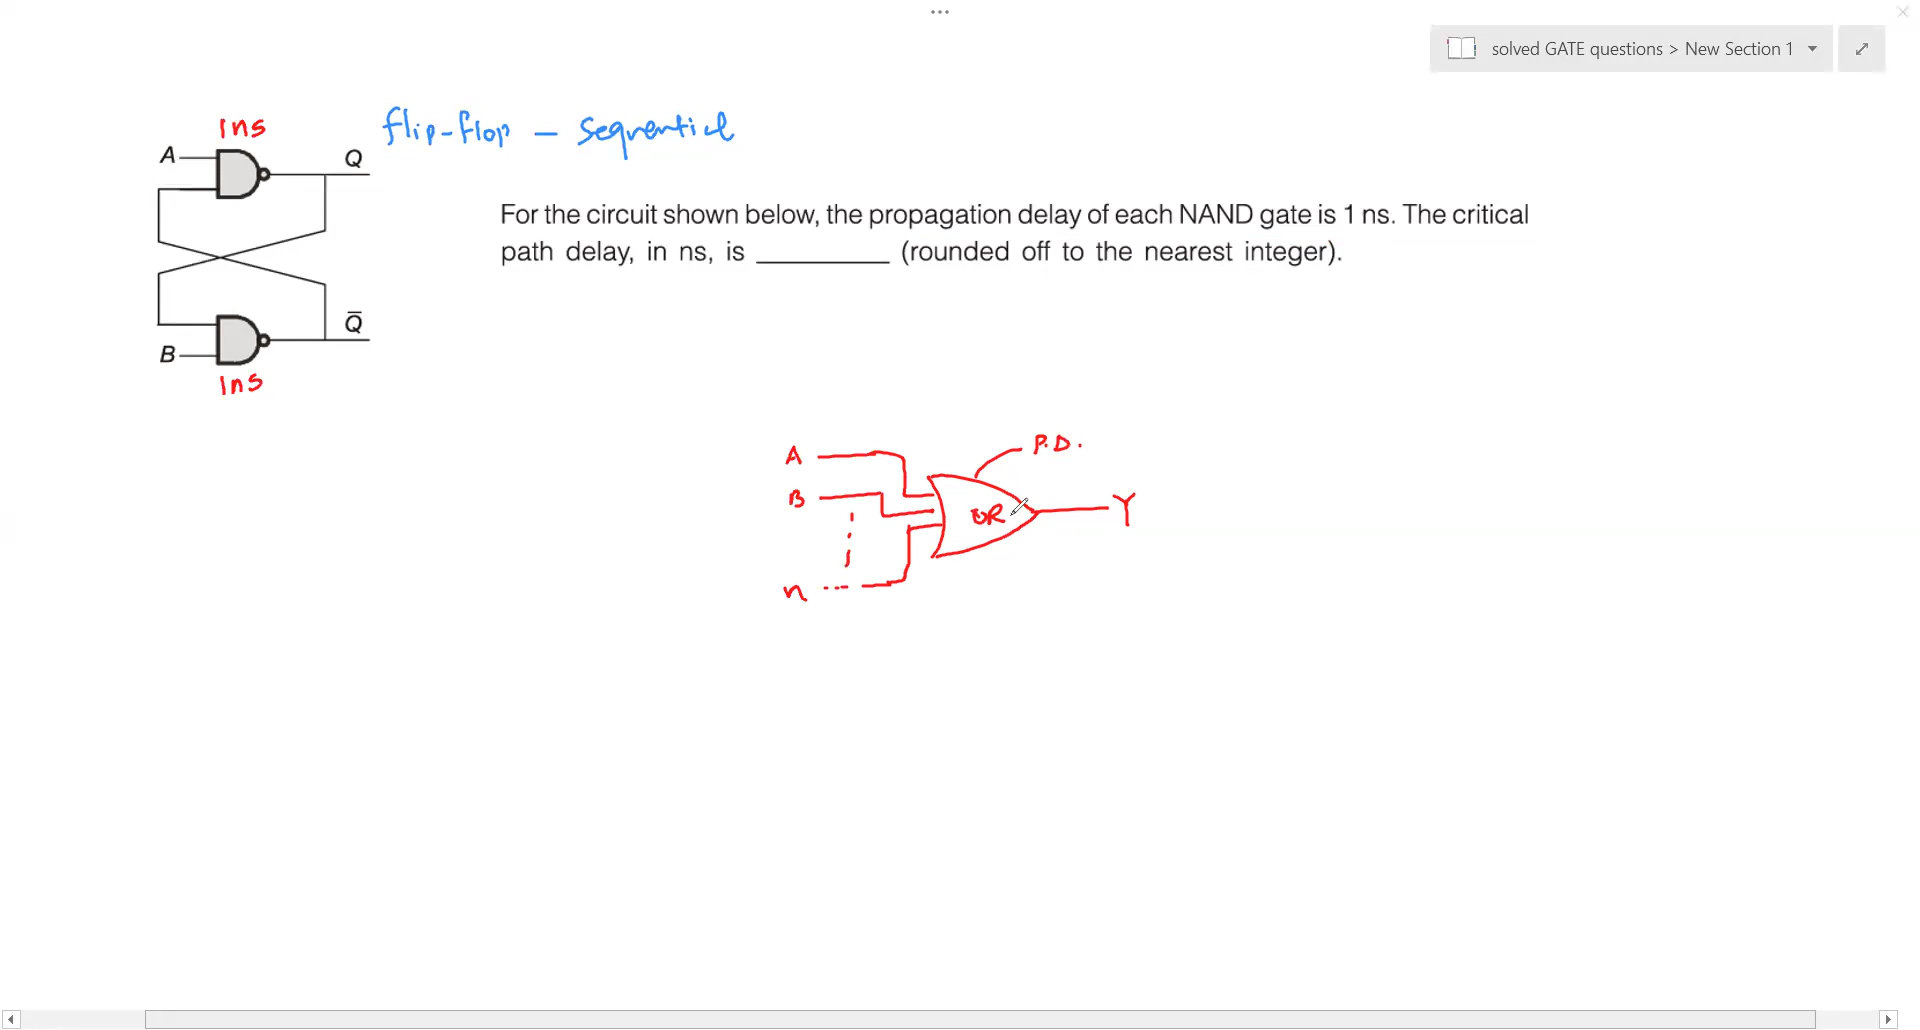 solved GATE questions > New Section 1
1ns
flip-flop – sequential
A
Q
For the circuit shown below, the propagation delay of each NAND gate is 1 ns. The critical
path delay, in ns, is __________ (rounded off to the nearest integer).
Q̅
B
1ns
P.D.
A
B
OR
Y
n